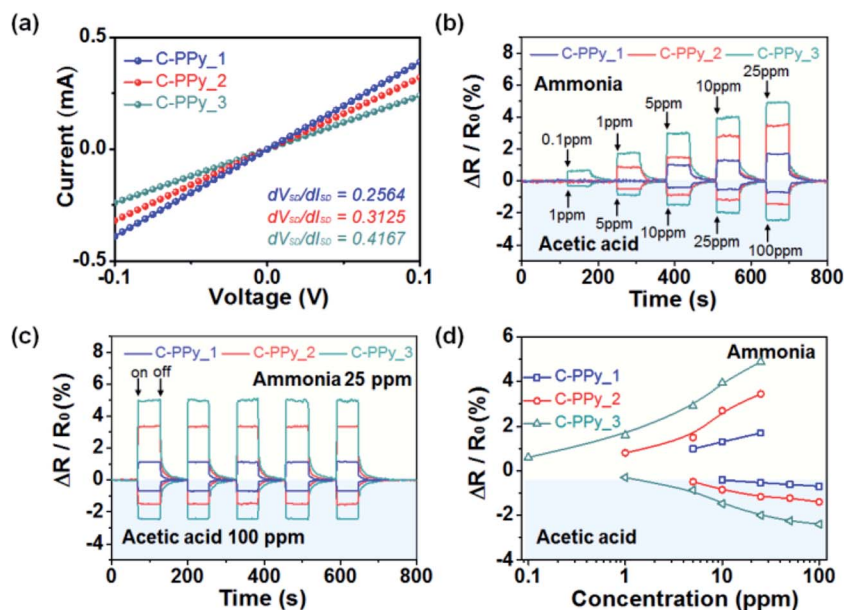 (a)
0.5
0.0
-0.5
Current (mA)
C-PPy_1
C-PPy_2
C-PPy_3
dV_SD/dI_SD = 0.2564
dV_SD/dI_SD = 0.3125
dV_SD/dI_SD = 0.4167
-0.1 0.0 0.1
Voltage (V)
(b)
8
6
4
2
0
-2
-4
ΔR / R₀ (%)
C-PPy_1 C-PPy_2 C-PPy_3
Ammonia
0.1ppm 1ppm 5ppm 10ppm 25ppm
1ppm 5ppm 10ppm 25ppm 100ppm
Acetic acid
0 200 400 600 800
Time (s)
(c)
8
6
4
2
0
-2
-4
ΔR / R₀ (%)
C-PPy_1 C-PPy_2 C-PPy_3
on off
Ammonia 25 ppm
Acetic acid 100 ppm
0 200 400 600 800
Time (s)
(d)
6
4
2
0
-2
-4
ΔR / R₀ (%)
Ammonia
C-PPy_1
C-PPy_2
C-PPy_3
Acetic acid
0.1 1 10 100
Concentration (ppm)